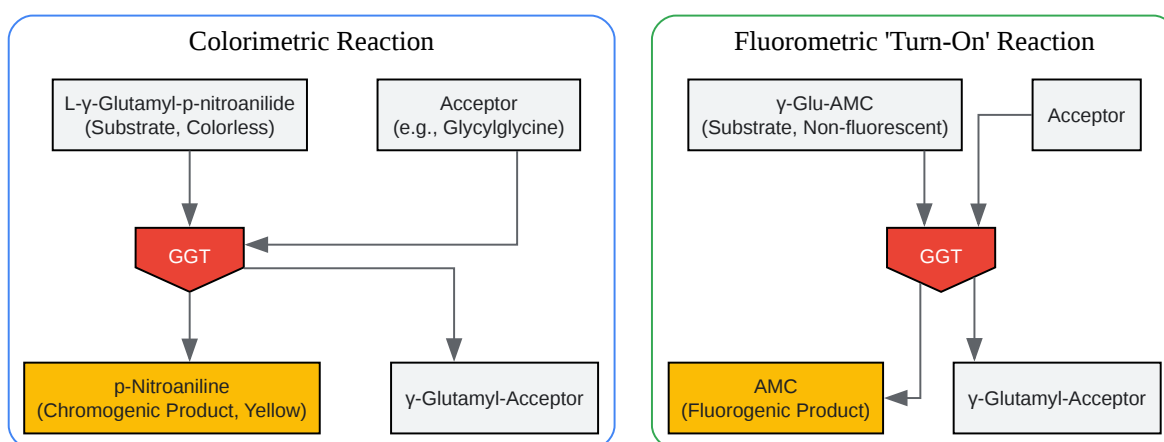 Colorimetric Reaction
L-γ-Glutamyl-p-nitroanilide
(Substrate, Colorless)
Acceptor
(e.g., Glycylglycine)
GGT
p-Nitroaniline
(Chromogenic Product, Yellow)
γ-Glutamyl-Acceptor
Fluorometric 'Turn-On' Reaction
γ-Glu-AMC
(Substrate, Non-fluorescent)
Acceptor
GGT
AMC
(Fluorogenic Product)
γ-Glutamyl-Acceptor